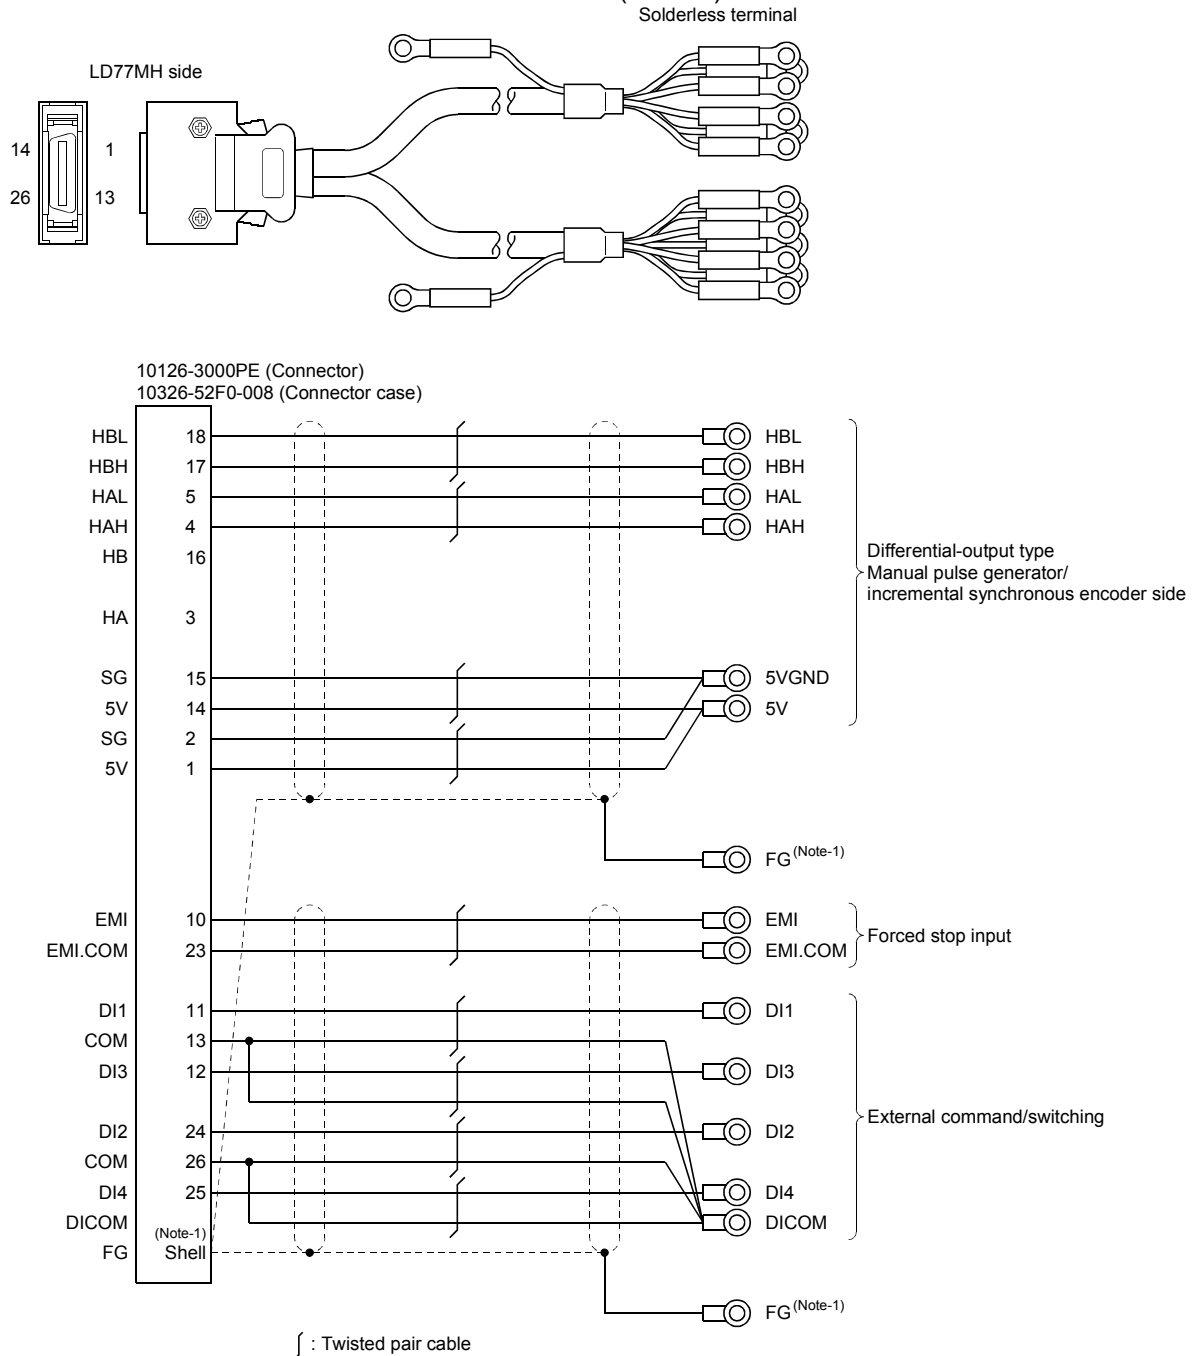 Solderless terminal
LD77MH side
14 1
26 13
10126-3000PE (Connector)
10326-52F0-008 (Connector case)
HBL 18 HBL
HBH 17 HBH
HAL 5 HAL
HAH 4 HAH
HB 16
Differential-output type
Manual pulse generator/
incremental synchronous encoder side
HA 3
SG 15 5VGND
5V 14 5V
SG 2
5V 1
FG(Note-1)
EMI 10 EMI
EMI.COM 23 EMI.COM
Forced stop input
DI1 11 DI1
COM 13
DI3 12 DI3
External command/switching
DI2 24 DI2
COM 26
DI4 25 DI4
DICOM DICOM
(Note-1)
FG Shell
FG(Note-1)
: Twisted pair cable